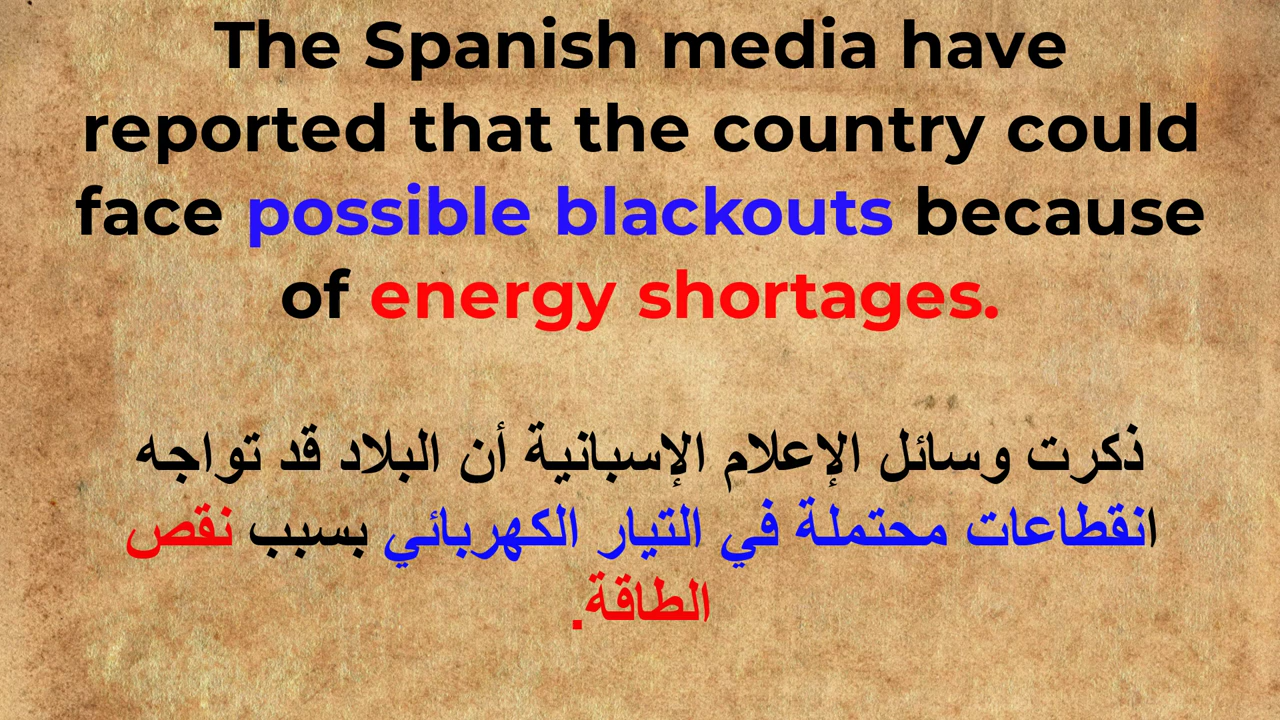 The Spanish media have
reported that the country could
face possible blackouts because
of energy shortages.
ذكرت وسائل الإعلام الإسبانية أن البلاد قد تواجه
انقطاعات محتملة في التيار الكهربائي بسبب نقص
الطاقة.